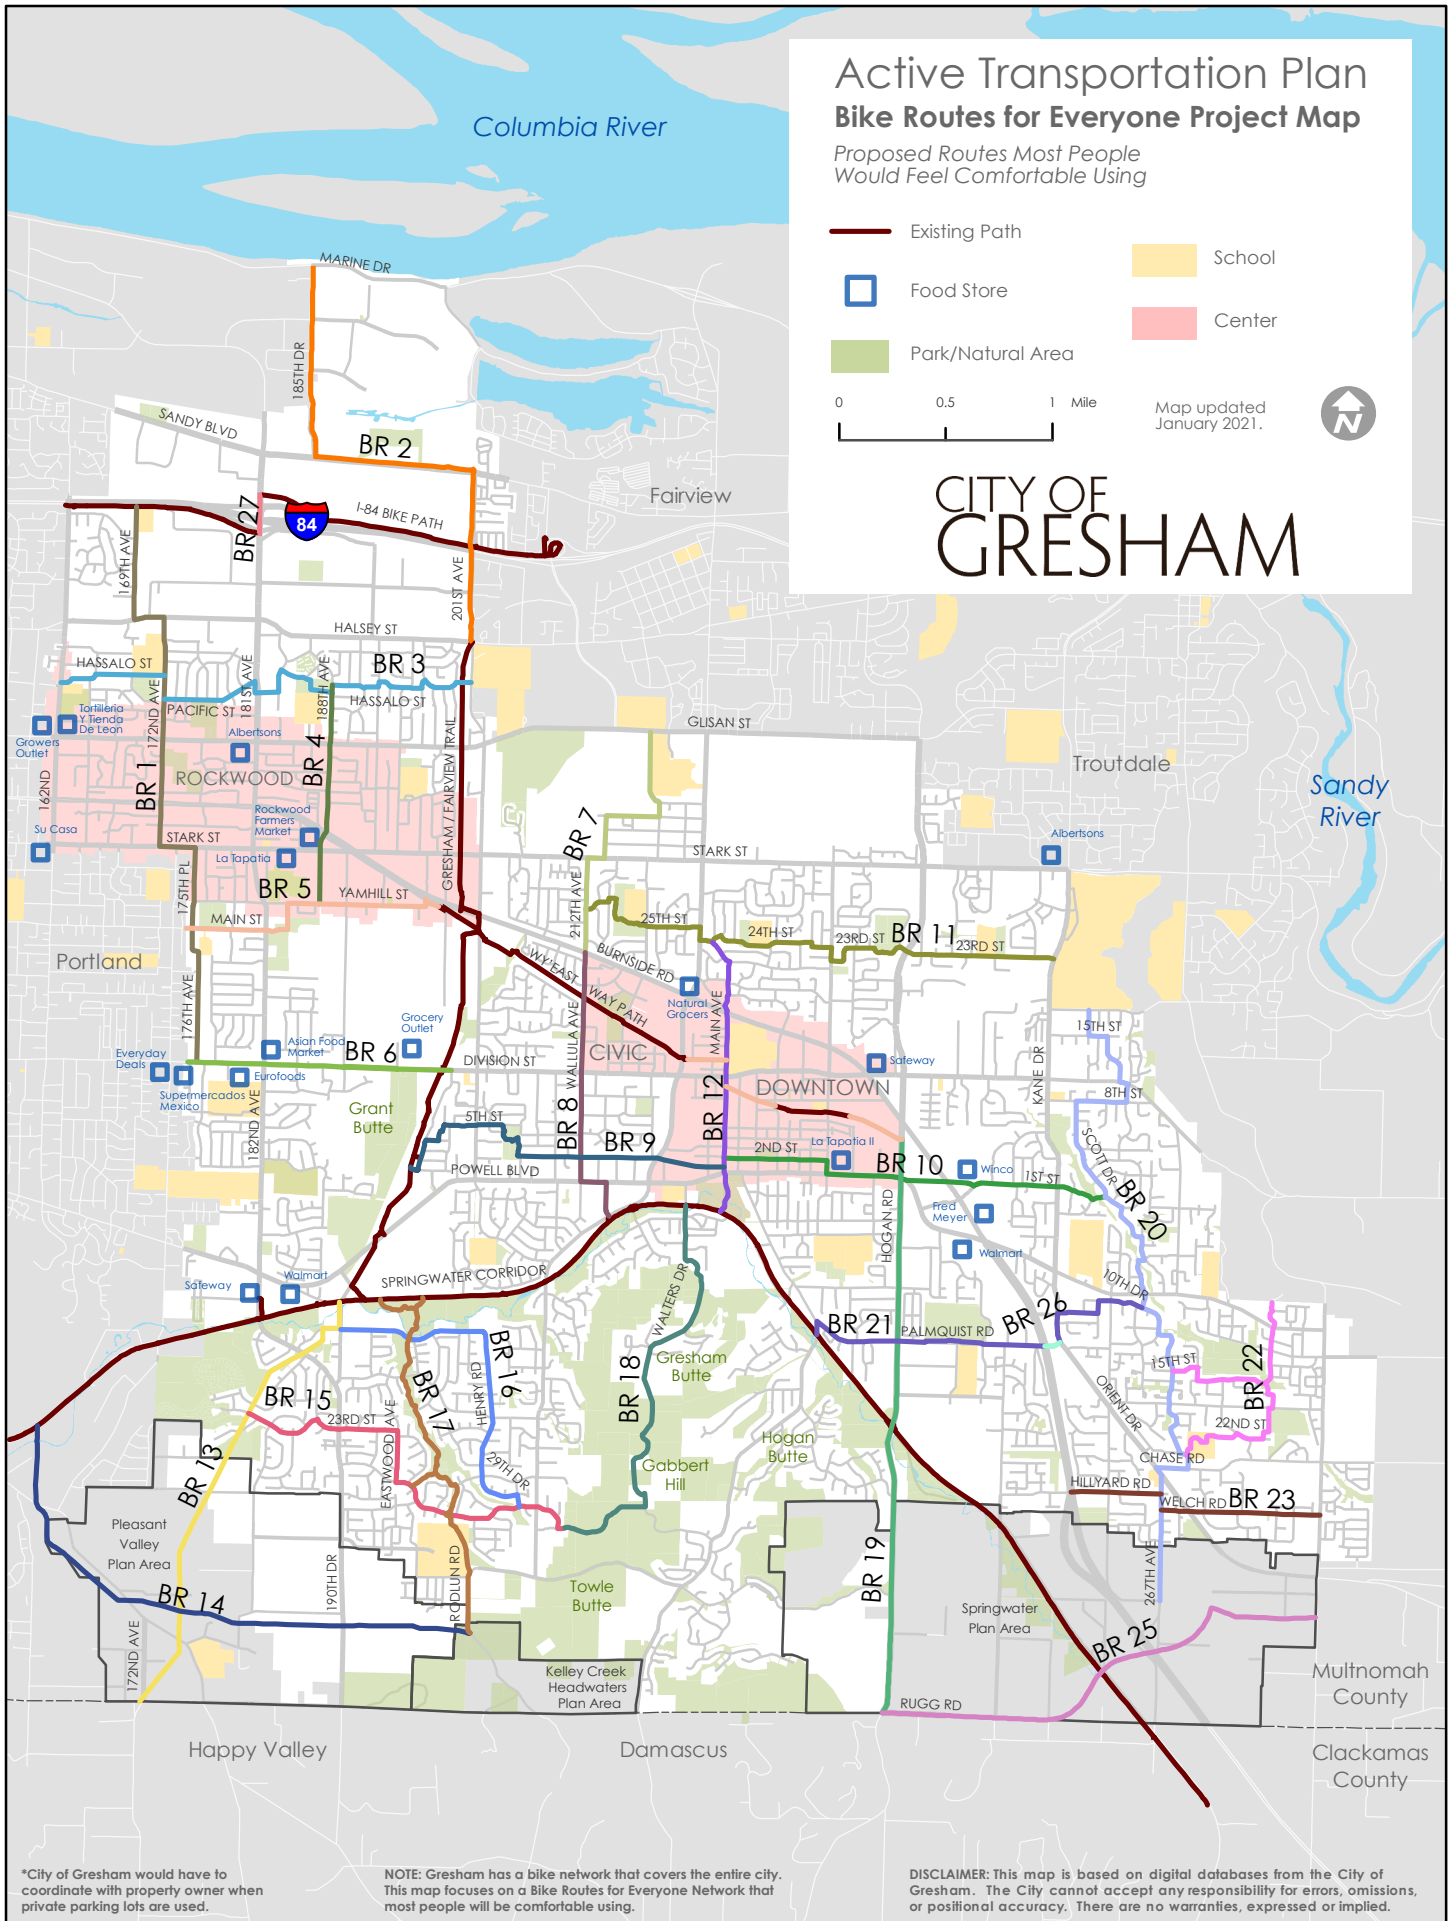 Active Transportation Plan
Bike Routes for Everyone Project Map
Proposed Routes Most People
Would Feel Comfortable Using
Existing Path
Food Store
Park/Natural Area
School
Center
0 0.5 1 Mile
Map updated
January 2021.
N
CITY OF
GRESHAM
Columbia River
MARINE DR
185TH DR
SANDY BLVD
BR 2
Fairview
BR 27
84
I-84 BIKE PATH
169TH AVE
201ST AVE
HALSEY ST
HASSALO ST
BR 3
181ST AVE
188TH AVE
HASSALO ST
172ND AVE
PACIFIC ST
Tortilleria
Y Tienda
De Leon
Growers
Outlet
Albertsons
GLISAN ST
Troutdale
Sandy
River
162ND
BR 1
ROCKWOOD
BR 4
GRESHAM / FAIRVIEW TRAIL
Rockwood
Farmers
Market
Su Casa
STARK ST
La Tapatia
BR 7
STARK ST
Albertsons
175TH PL
BR 5
YAMHILL ST
MAIN ST
212TH AVE
25TH ST
24TH ST
23RD ST
BR 11
23RD ST
Portland
BURNSIDE RD
WY'EAST
WAY PATH
Natural
Grocers
MAIN AVE
176TH AVE
Grocery
Outlet
Asian Food
Market
BR 6
Everyday
Deals
Eurofoods
Supermercados
Mexico
DIVISION ST
WALLULA AVE
CIVIC
Safeway
DOWNTOWN
KANE DR
15TH ST
8TH ST
182ND AVE
Grant
Butte
5TH ST
BR 8
BR 9
BR 12
2ND ST
La Tapatia II
BR 10
Winco
1ST ST
SCOTT DR
BR 20
POWELL BLVD
Fred
Meyer
Walmart
HOGAN RD
Safeway
Walmart
SPRINGWATER CORRIDOR
WALTERS DR
10TH DR
BR 21
PALMQUIST RD
BR 26
BR 16
HENRY RD
BR 18
Gresham
Butte
15TH ST
BR 22
BR 15
BR 17
23RD ST
EASTWOOD AVE
ORIENT DR
22ND ST
Hogan
Butte
CHASE RD
BR 13
29TH DR
Gabbert
Hill
HILLYARD RD
WELCH RD
BR 23
Pleasant
Valley
Plan Area
BR 14
190TH DR
RODLUN RD
Towle
Butte
BR 19
267TH AVE
Springwater
Plan Area
BR 25
172ND AVE
Kelley Creek
Headwaters
Plan Area
RUGG RD
Multnomah
County
Happy Valley
Damascus
Clackamas
County
*City of Gresham would have to
coordinate with property owner when
private parking lots are used.
NOTE: Gresham has a bike network that covers the entire city.
This map focuses on a Bike Routes for Everyone Network that
most people will be comfortable using.
DISCLAIMER: This map is based on digital databases from the City of
Gresham. The City cannot accept any responsibility for errors, omissions,
or positional accuracy. There are no warranties, expressed or implied.